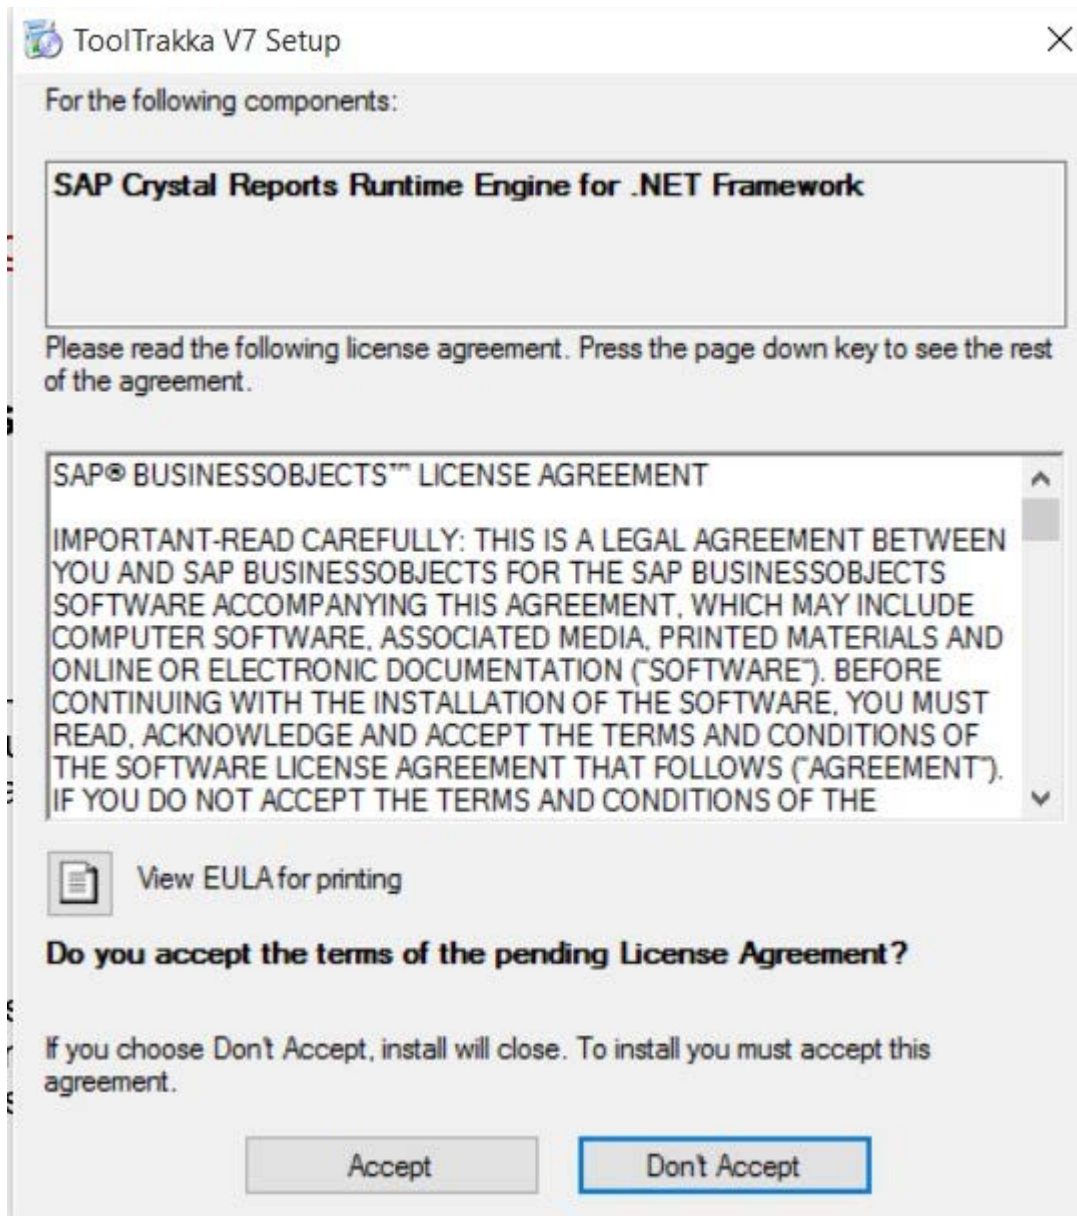 ToolTrakka V7 Setup
For the following components:
SAP Crystal Reports Runtime Engine for .NET Framework
Please read the following license agreement. Press the page down key to see the rest
of the agreement.
SAP® BUSINESSOBJECTS™ LICENSE AGREEMENT
IMPORTANT-READ CAREFULLY: THIS IS A LEGAL AGREEMENT BETWEEN
YOU AND SAP BUSINESSOBJECTS FOR THE SAP BUSINESSOBJECTS
SOFTWARE ACCOMPANYING THIS AGREEMENT, WHICH MAY INCLUDE
COMPUTER SOFTWARE, ASSOCIATED MEDIA, PRINTED MATERIALS AND
ONLINE OR ELECTRONIC DOCUMENTATION ("SOFTWARE"). BEFORE
CONTINUING WITH THE INSTALLATION OF THE SOFTWARE, YOU MUST
READ, ACKNOWLEDGE AND ACCEPT THE TERMS AND CONDITIONS OF
THE SOFTWARE LICENSE AGREEMENT THAT FOLLOWS ("AGREEMENT").
IF YOU DO NOT ACCEPT THE TERMS AND CONDITIONS OF THE
View EULA for printing
Do you accept the terms of the pending License Agreement?
If you choose Don't Accept, install will close. To install you must accept this
agreement.
Accept
Don't Accept